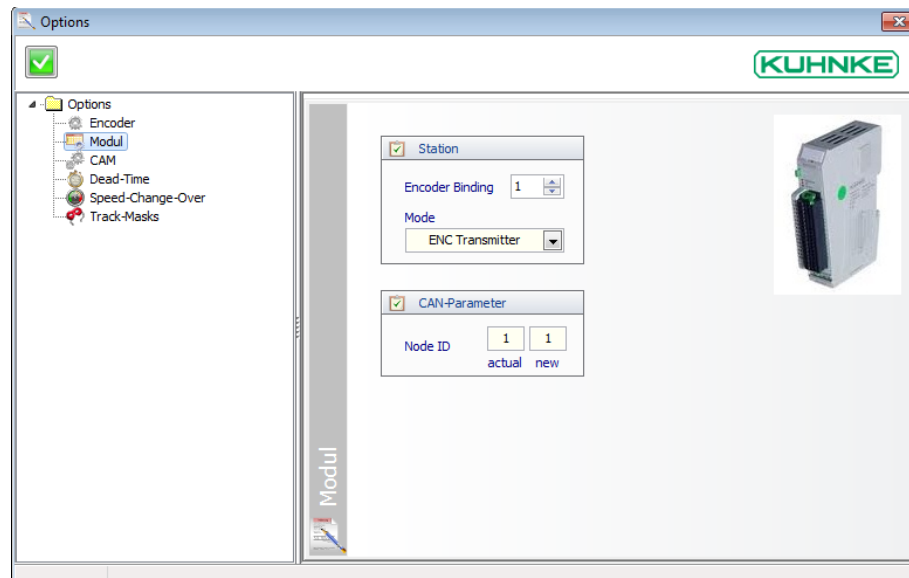 Options
KUHNKE
Options
Encoder
Modul
CAM
Dead-Time
Speed-Change-Over
Track-Masks
Station
Encoder Binding 1
Mode
ENC Transmitter
CAN-Parameter
Node ID 1 1
actual new
Modul